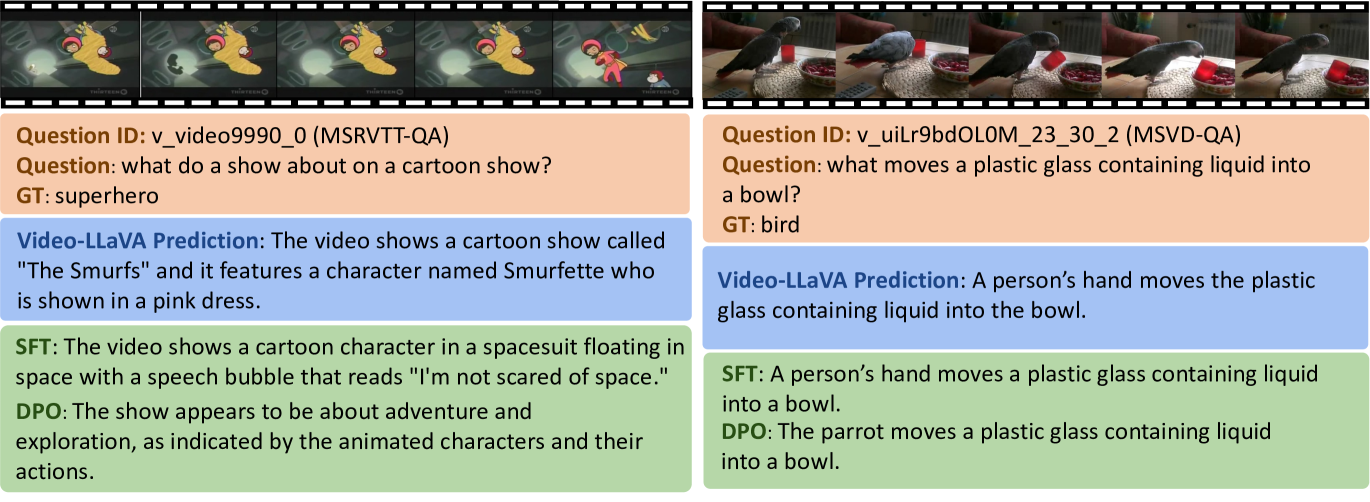 THIRTEEN THIRTEEN THIRTEEN THIRTEEN THIRTEEN
Question ID: v_video9990_0 (MSRVTT-QA)
Question: what do a show about on a cartoon show?
GT: superhero
Video-LLaVA Prediction: The video shows a cartoon show called
"The Smurfs" and it features a character named Smurfette who
is shown in a pink dress.
SFT: The video shows a cartoon character in a spacesuit floating in
space with a speech bubble that reads "I'm not scared of space."
DPO: The show appears to be about adventure and
exploration, as indicated by the animated characters and their
actions.
Question ID: v_uiLr9bdOL0M_23_30_2 (MSVD-QA)
Question: what moves a plastic glass containing liquid into
a bowl?
GT: bird
Video-LLaVA Prediction: A person’s hand moves the plastic
glass containing liquid into the bowl.
SFT: A person’s hand moves a plastic glass containing liquid
into a bowl.
DPO: The parrot moves a plastic glass containing liquid
into a bowl.